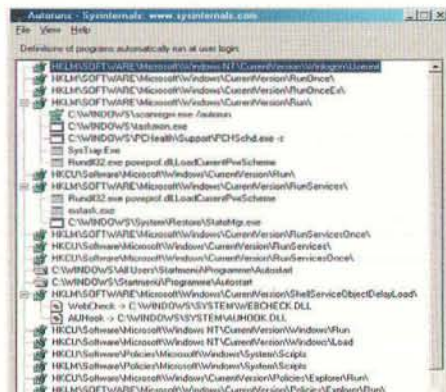 Autoruns - Sysinternals: www.sysinternals.com
File View Help
Definitions of programs automatically run at user login.
HKLM\SOFTWARE\Microsoft\Windows NT\CurrentVersion\Winlogon\Userinit
HKLM\SOFTWARE\Microsoft\Windows\CurrentVersion\RunOnce\
HKLM\SOFTWARE\Microsoft\Windows\CurrentVersion\RunOnceEx\
HKLM\SOFTWARE\Microsoft\Windows\CurrentVersion\Run\
C:\WINDOWS\scanregw.exe /autorun
C:\WINDOWS\taskmon.exe
C:\WINDOWS\PCHealth\Support\PCHSchd.exe -s
SysTray.Exe
Rundll32.exe powrprof.dll,LoadCurrentPwrScheme
HKCU\Software\Microsoft\Windows\CurrentVersion\Run\
HKLM\SOFTWARE\Microsoft\Windows\CurrentVersion\RunServices\
Rundll32.exe powrprof.dll,LoadCurrentPwrScheme
C:\WINDOWS\System\Restore\StateMgr.exe
HKLM\SOFTWARE\Microsoft\Windows\CurrentVersion\RunServicesOnce\
HKCU\Software\Microsoft\Windows\CurrentVersion\RunServices\
HKCU\Software\Microsoft\Windows\CurrentVersion\RunServicesOnce\
C:\WINDOWS\All Users\Startmenü\Programme\Autostart
C:\WINDOWS\Startmenü\Programme\Autostart
HKLM\SOFTWARE\Microsoft\Windows\CurrentVersion\ShellServiceObjectDelayLoad\
WebCheck -> C:\WINDOWS\SYSTEM\WEBCHECK.DLL
AUHook -> C:\WINDOWS\SYSTEM\AUHOOK.DLL
HKCU\Software\Microsoft\Windows NT\CurrentVersion\Windows\Run
HKCU\Software\Microsoft\Windows NT\CurrentVersion\Windows\Load
HKCU\Software\Policies\Microsoft\Windows\System\Scripts
HKLM\Software\Policies\Microsoft\Windows\System\Scripts
HKCU\Software\Microsoft\Windows\CurrentVersion\Policies\Explorer\Run\
HKLM\SOFTWARE\Microsoft\Windows\CurrentVersion\Policies\Explorer\Run\